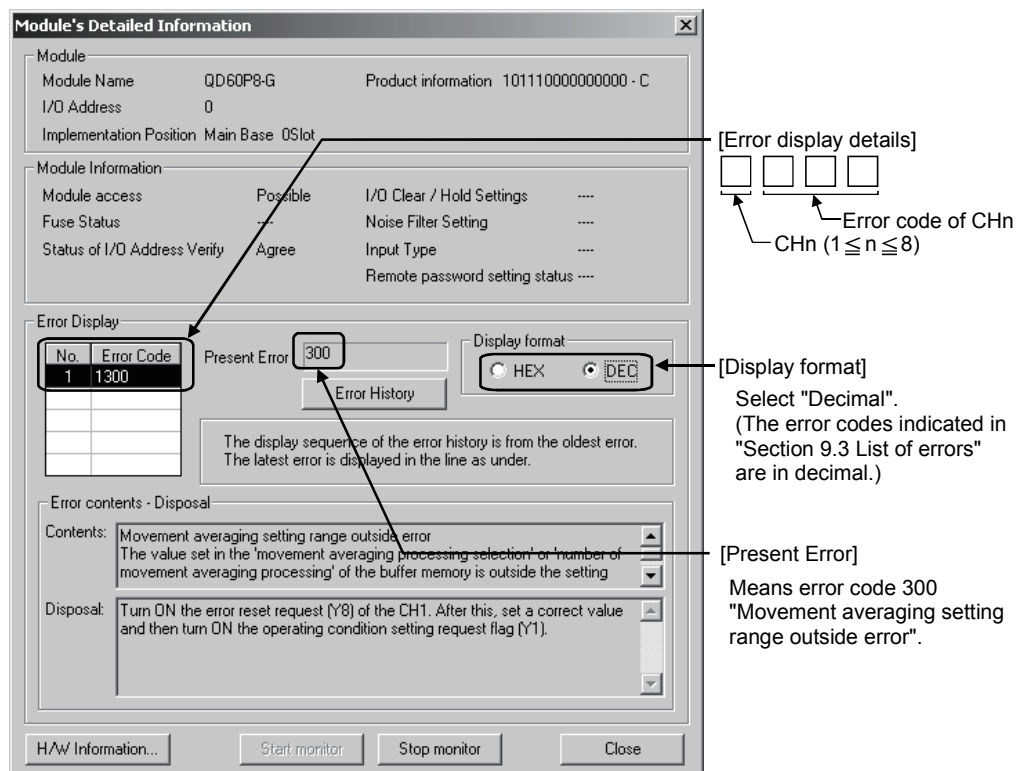 Module's Detailed Information
Module
Module Name QD60P8-G Product information 101110000000000 - C
I/O Address 0
Implementation Position Main Base 0Slot
Module Information
Module access Possible I/O Clear / Hold Settings ----
Fuse Status ---- Noise Filter Setting ----
Status of I/O Address Verify Agree Input Type ----
Remote password setting status ----
Error Display
No. Error Code
1 1300
Present Error 300
Error History
Display format
HEX DEC
The display sequence of the error history is from the oldest error.
The latest error is displayed in the line as under.
Error contents - Disposal
Contents: Movement averaging setting range outside error
The value set in the 'movement averaging processing selection' or 'number of
movement averaging processing' of the buffer memory is outside the setting
Disposal: Turn ON the error reset request (Y8) of the CH1. After this, set a correct value
and then turn ON the operating condition setting request flag (Y1).
H/W Information... Start monitor Stop monitor Close
[Error display details]
Error code of CHn
CHn (1≦n≦8)
[Display format]
Select "Decimal".
(The error codes indicated in
"Section 9.3 List of errors"
are in decimal.)
[Present Error]
Means error code 300
"Movement averaging setting
range outside error".